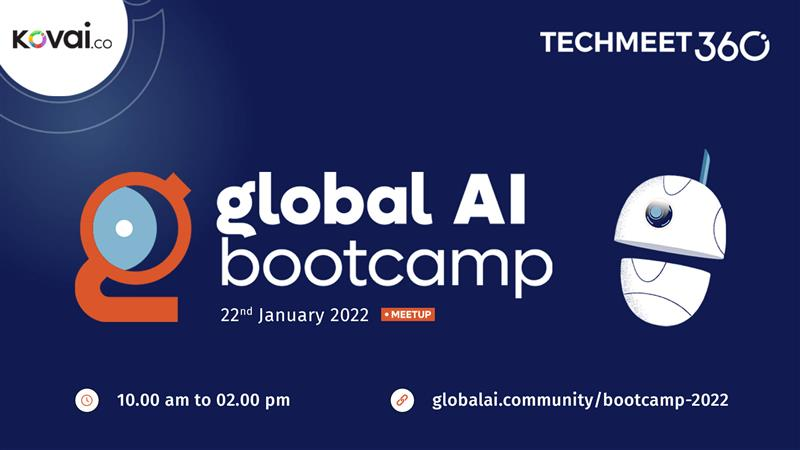 kovai.co
TECHMEET360
global AI
bootcamp
22nd January 2022 • MEETUP
10.00 am to 02.00 pm
globalai.community/bootcamp-2022